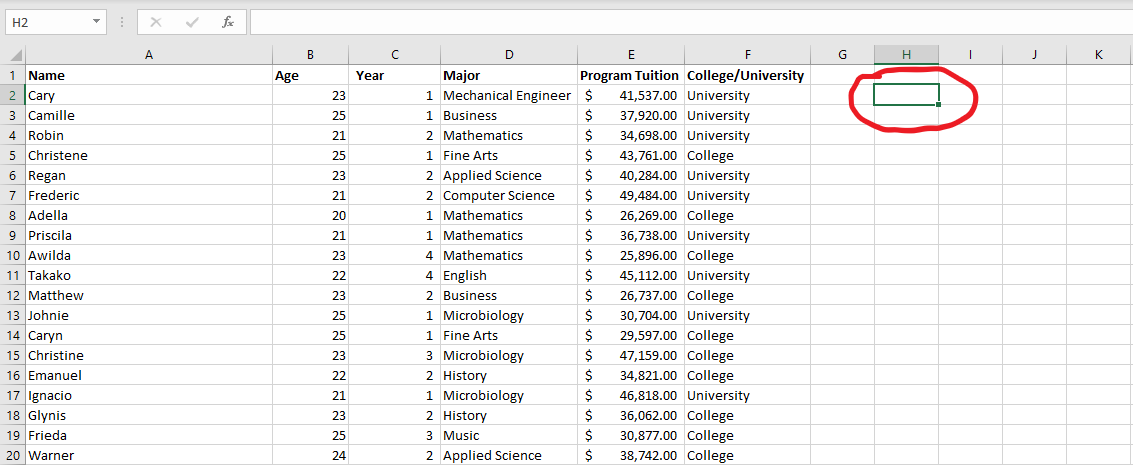 H2 fx
A B C D E F G H I J K
1 Name Age Year Major Program Tuition College/University
2 Cary 23 1 Mechanical Engineer $ 41,537.00 University
3 Camille 25 1 Business $ 37,920.00 University
4 Robin 21 2 Mathematics $ 34,698.00 University
5 Christene 25 1 Fine Arts $ 43,761.00 College
6 Regan 23 2 Applied Science $ 40,284.00 University
7 Frederic 21 2 Computer Science $ 49,484.00 University
8 Adella 20 1 Mathematics $ 26,269.00 College
9 Priscila 21 1 Mathematics $ 36,738.00 University
10 Awilda 23 4 Mathematics $ 25,896.00 College
11 Takako 22 4 English $ 45,112.00 University
12 Matthew 23 2 Business $ 26,737.00 College
13 Johnie 25 1 Microbiology $ 30,704.00 University
14 Caryn 25 1 Fine Arts $ 29,597.00 College
15 Christine 23 3 Microbiology $ 47,159.00 College
16 Emanuel 22 2 History $ 34,821.00 College
17 Ignacio 21 1 Microbiology $ 46,818.00 University
18 Glynis 23 2 History $ 36,062.00 College
19 Frieda 25 3 Music $ 30,877.00 College
20 Warner 24 2 Applied Science $ 38,742.00 College